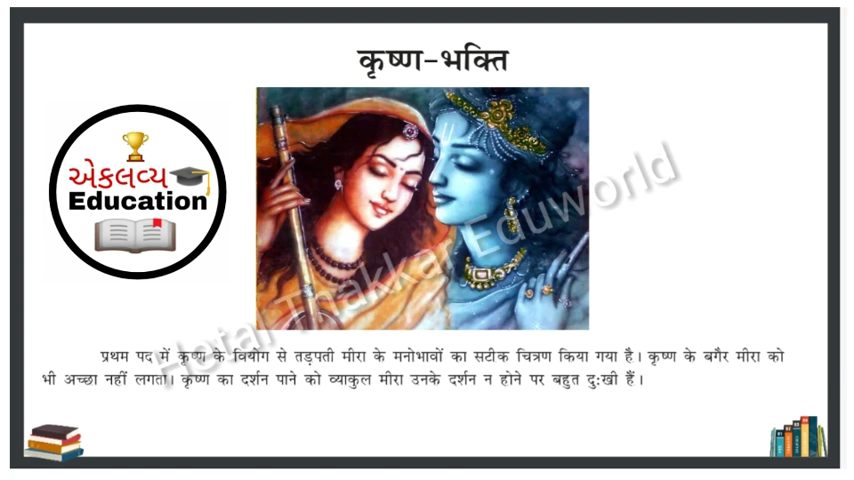 कृष्ण-भक्ति
એકલવ્ય
Education
Hetal Thakkar Eduworld
प्रथम पद में कृष्ण के वियोग से तड़पती मीरा के मनोभावों का सटीक चित्रण किया गया है। कृष्ण के बगैर मीरा को
भी अच्छा नहीं लगता। कृष्ण का दर्शन पाने को व्याकुल मीरा उनके दर्शन न होने पर बहुत दुःखी हैं।